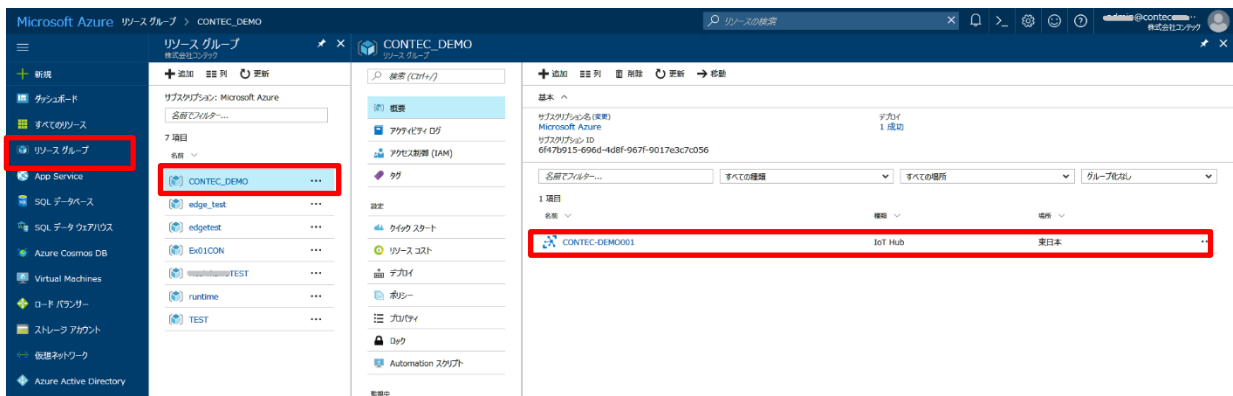 Microsoft Azure リソース グループ > CONTEC_DEMO
リソースの検索
admin@contec
株式会社コンテック
新規
ダッシュボード
すべてのリソース
リソース グループ
App Service
SQL データベース
SQL データ ウェアハウス
Azure Cosmos DB
Virtual Machines
ロード バランサー
ストレージ アカウント
仮想ネットワーク
Azure Active Directory
リソース グループ
株式会社コンテック
追加 列 更新
サブスクリプション: Microsoft Azure
名前でフィルター...
7 項目
名前
CONTEC_DEMO
edge_test
edgetest
Ex01CON
TEST
runtime
TEST
CONTEC_DEMO
リソース グループ
検索 (Ctrl+/)
概要
アクティビティ ログ
アクセス制御 (IAM)
タグ
設定
クイック スタート
リソース コスト
デプロイ
ポリシー
プロパティ
ロック
Automation スクリプト
監視中
追加 列 削除 更新 移動
基本
サブスクリプション名 (変更)
Microsoft Azure
サブスクリプション ID
6f47b915-696d-4d8f-967f-9017e3c7c056
デプロイ
1 成功
名前でフィルター... すべての種類 すべての場所 グループ化なし
1 項目
名前 種類 場所
CONTEC-DEMO001 IoT Hub 東日本